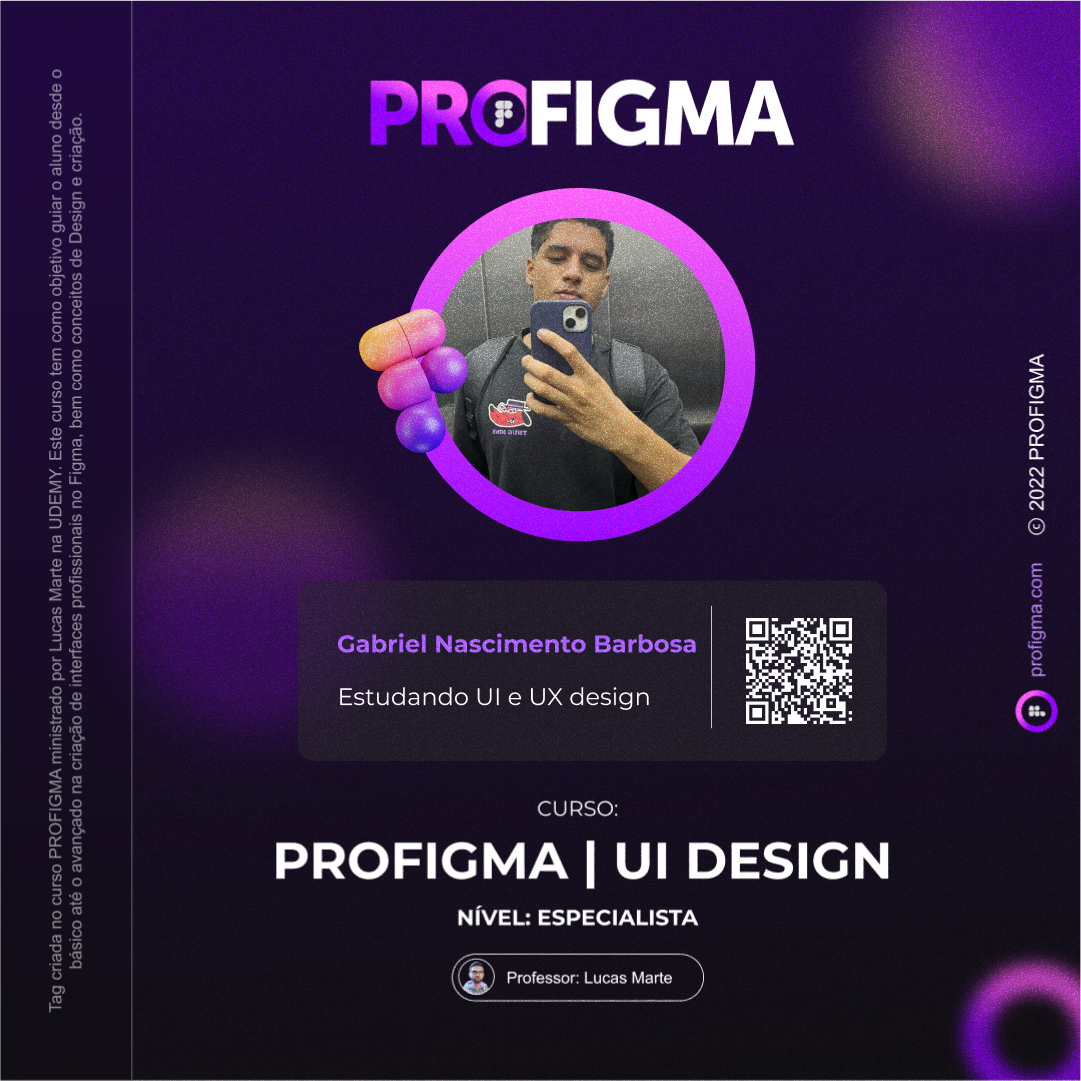 PROFIGMA
Tag criada no curso PROFIGMA ministrado por Lucas Marte na UDEMY. Este curso tem como objetivo guiar o aluno desde o
básico até o avançado na criação de interfaces profissionais no Figma, bem como conceitos de Design e criação.
Gabriel Nascimento Barbosa
Estudando UI e UX design
CURSO:
PROFIGMA | UI DESIGN
NÍVEL: ESPECIALISTA
Professor: Lucas Marte
profigma.com
© 2022 PROFIGMA